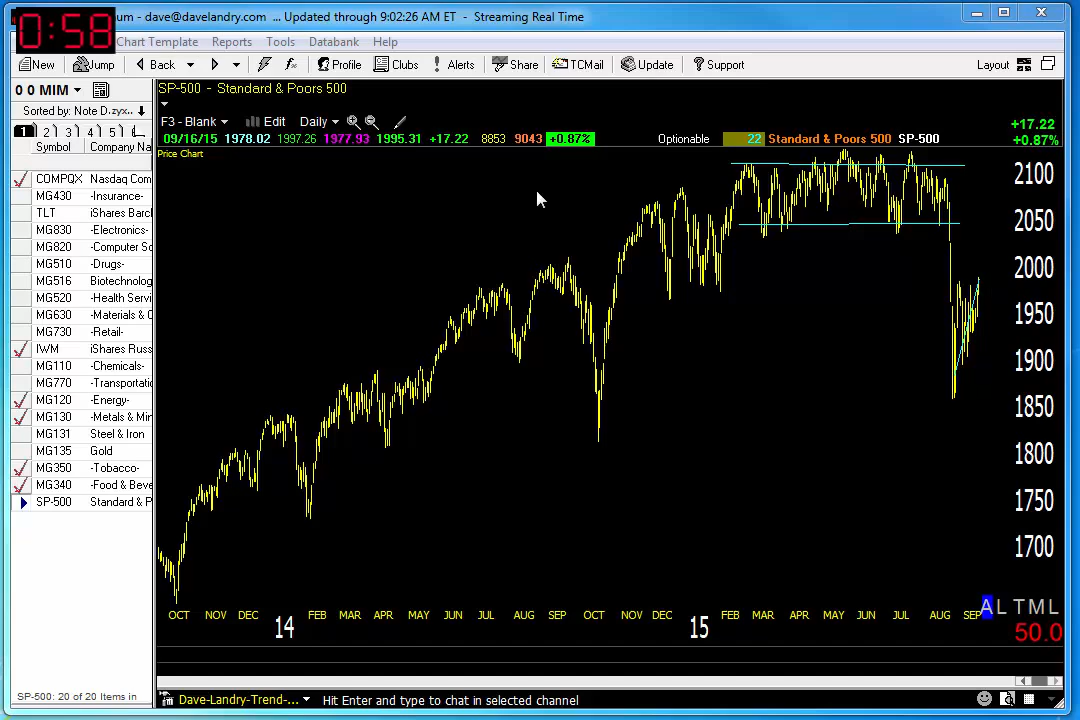 um - dave@davelandry.com ... Updated through 9:02:26 AM ET - Streaming Real Time
0:58
Chart Template Reports Tools Databank Help
New Jump Back Profile Clubs Alerts Share TCMail Update Support Layout
0 0 MIM
SP-500 - Standard & Poors 500
Sorted by: Note D.zyx..
F3 - Blank Edit Daily
1 2 3 4 5
09/16/15 1978.02 1997.26 1977.93 1995.31 +17.22 8853 9043 +0.87% Optionable 22 Standard & Poors 500 SP-500
+17.22
+0.87%
Symbol Company Na
Price Chart
COMPQX Nasdaq Com
MG430 -Insurance-
TLT iShares Barcl
MG830 -Electronics-
MG820 -Computer So
MG510 -Drugs-
MG516 Biotechnolog
MG520 -Health Servi
MG630 -Materials & C
MG730 -Retail-
IWM iShares Russ
MG110 -Chemicals-
MG770 -Transportatio
MG120 -Energy-
MG130 -Metals & Min
MG131 Steel & Iron
MG135 Gold
MG350 -Tobacco-
MG340 -Food & Beve
SP-500 Standard & P
2100
2050
2000
1950
1900
1850
1800
1750
1700
OCT NOV DEC FEB MAR APR MAY JUN JUL AUG SEP OCT NOV DEC FEB MAR APR MAY JUN JUL AUG SEP
14 15
A L T M L
50.0
SP-500: 20 of 20 Items in
Dave-Landry-Trend-... Hit Enter and type to chat in selected channel